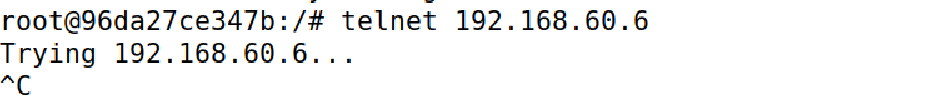 root@96da27ce347b:/# telnet 192.168.60.6
Trying 192.168.60.6...
^C